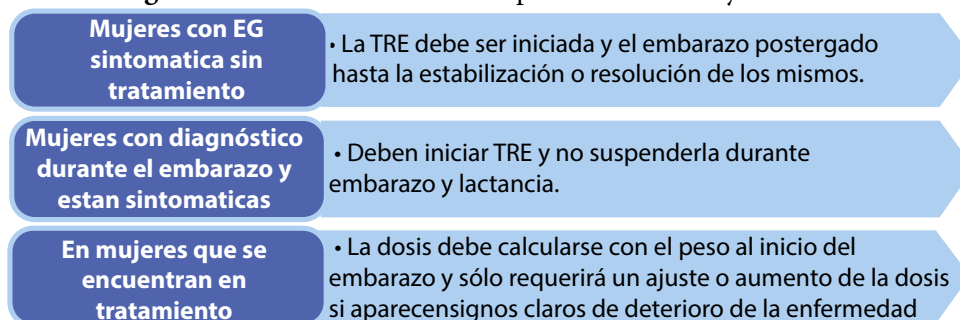 Mujeres con EG
sintomatica sin
tratamiento
• La TRE debe ser iniciada y el embarazo postergado
hasta la estabilización o resolución de los mismos.
Mujeres con diagnóstico
durante el embarazo y
estan sintomaticas
• Deben iniciar TRE y no suspenderla durante
embarazo y lactancia.
En mujeres que se
encuentran en
tratamiento
• La dosis debe calcularse con el peso al inicio del
embarazo y sólo requerirá un ajuste o aumento de la dosis
si aparecensignos claros de deterioro de la enfermedad